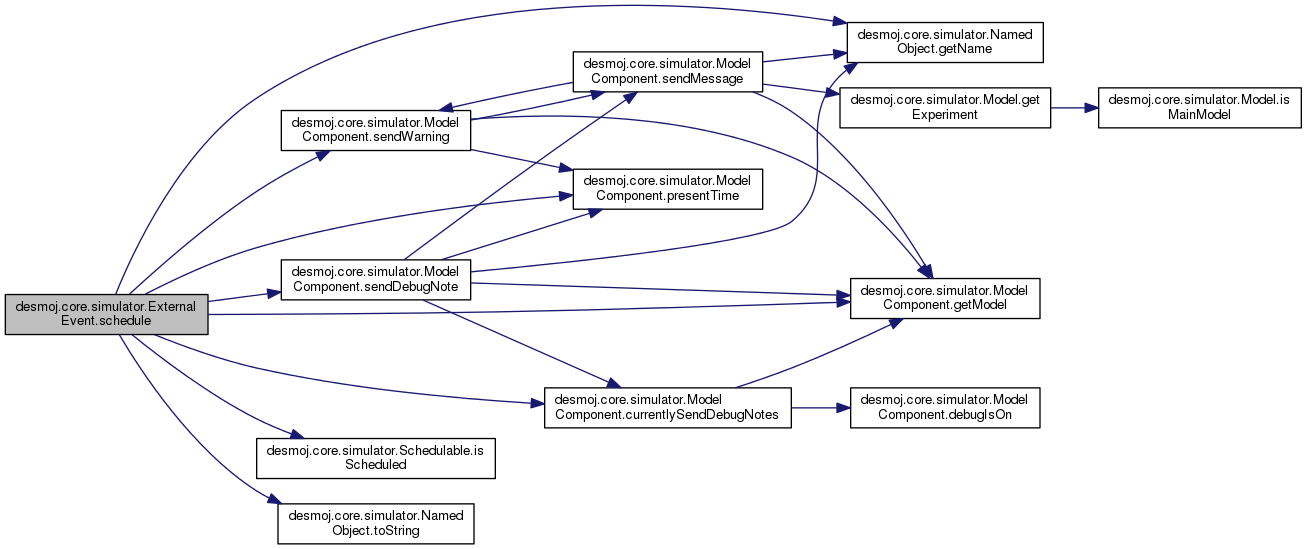 desmoj.core.simulator.Named
Object.getName
desmoj.core.simulator.Model
Component.sendMessage
desmoj.core.simulator.Model.get
Experiment
desmoj.core.simulator.Model.is
MainModel
desmoj.core.simulator.Model
Component.sendWarning
desmoj.core.simulator.Model
Component.presentTime
desmoj.core.simulator.Model
Component.sendDebugNote
desmoj.core.simulator.Model
Component.getModel
desmoj.core.simulator.External
Event.schedule
desmoj.core.simulator.Model
Component.currentlySendDebugNotes
desmoj.core.simulator.Model
Component.debugIsOn
desmoj.core.simulator.Schedulable.is
Scheduled
desmoj.core.simulator.Named
Object.toString